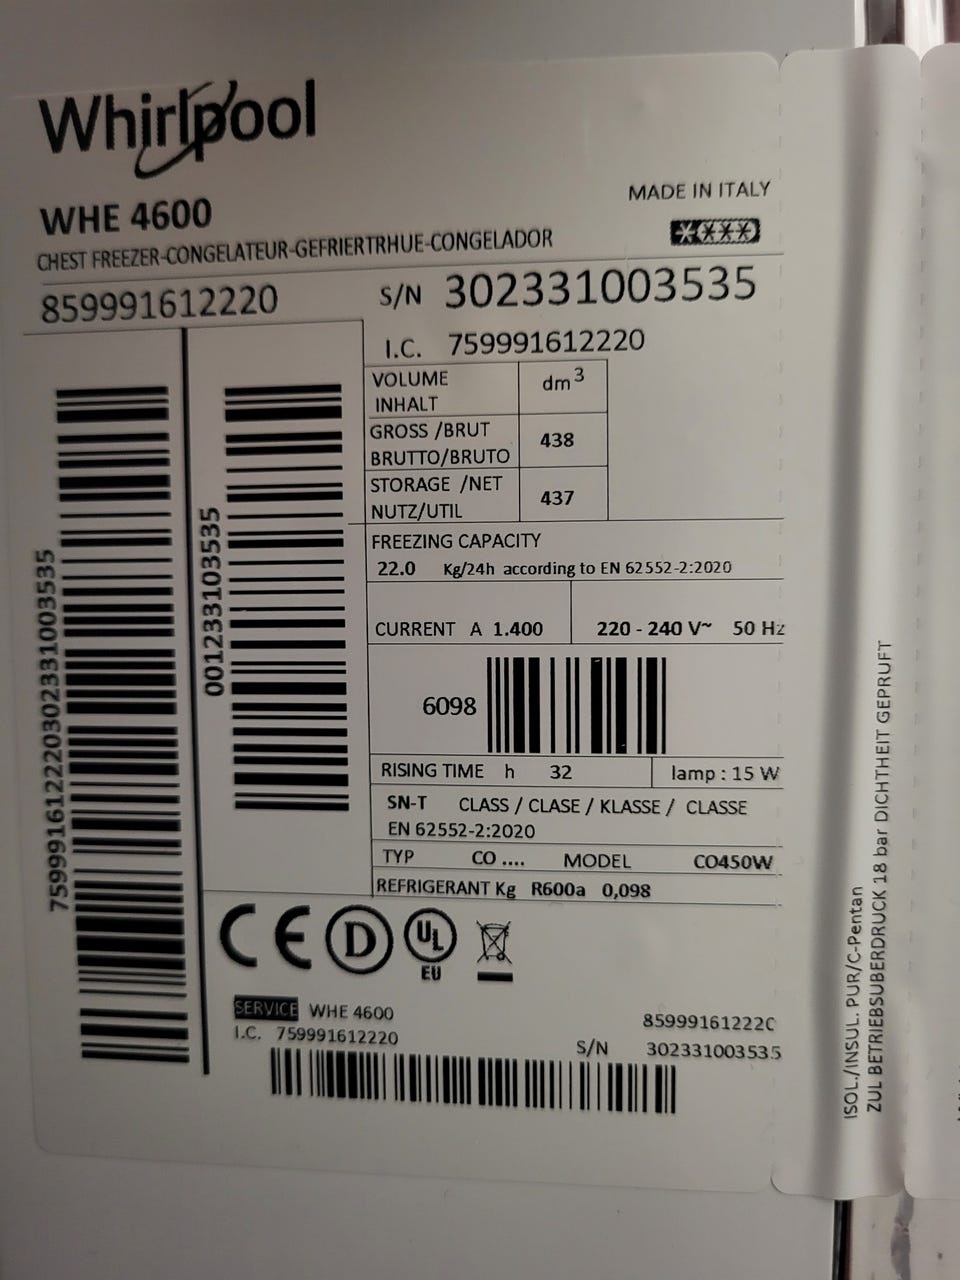 Whirlpool
WHE 4600
MADE IN ITALY
CHEST FREEZER-CONGELATEUR-GEFRIERTRHUE-CONGELADOR
859991612220 S/N 302331003535
I.C. 759991612220
VOLUME dm³
INHALT
GROSS /BRUT 438
BRUTTO/BRUTO
STORAGE /NET 437
NUTZ/UTIL
FREEZING CAPACITY
22.0 Kg/24h according to EN 62552-2:2020
CURRENT A 1.400 220 - 240 V~ 50 Hz
6098
RISING TIME h 32 lamp : 15 W
SN-T CLASS / CLASE / KLASSE / CLASSE
EN 62552-2:2020
TYP CO .... MODEL CO450W
REFRIGERANT Kg R600a 0,098
759991612220302331003535
0012331003535
CE D UL
EU
SERVICE WHE 4600 85999161222C
I.C. 759991612220 S/N 302331003535
ISOL./INSUL. PUR/C-Pentan
ZUL BETRIEBSUBERDRUCK 18 bar DICHTHEIT GEPRUFT